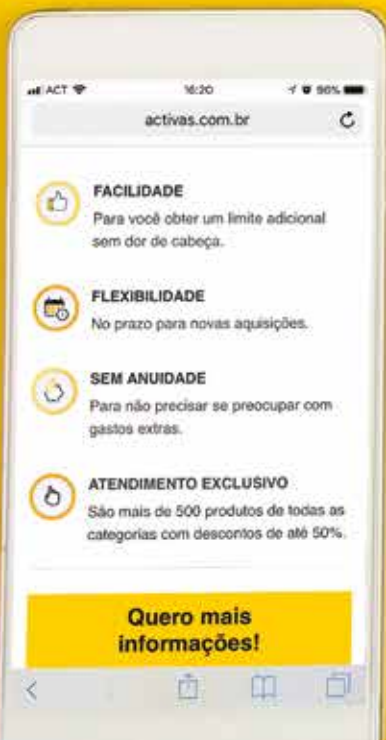 ACT 16:20 96%
activas.com.br
FACILIDADE
Para você obter um limite adicional
sem dor de cabeça.
FLEXIBILIDADE
No prazo para novas aquisições.
SEM ANUIDADE
Para não precisar se preocupar com
gastos extras.
ATENDIMENTO EXCLUSIVO
São mais de 500 produtos de todas as
categorias com descontos de até 50%.
Quero mais
informações!